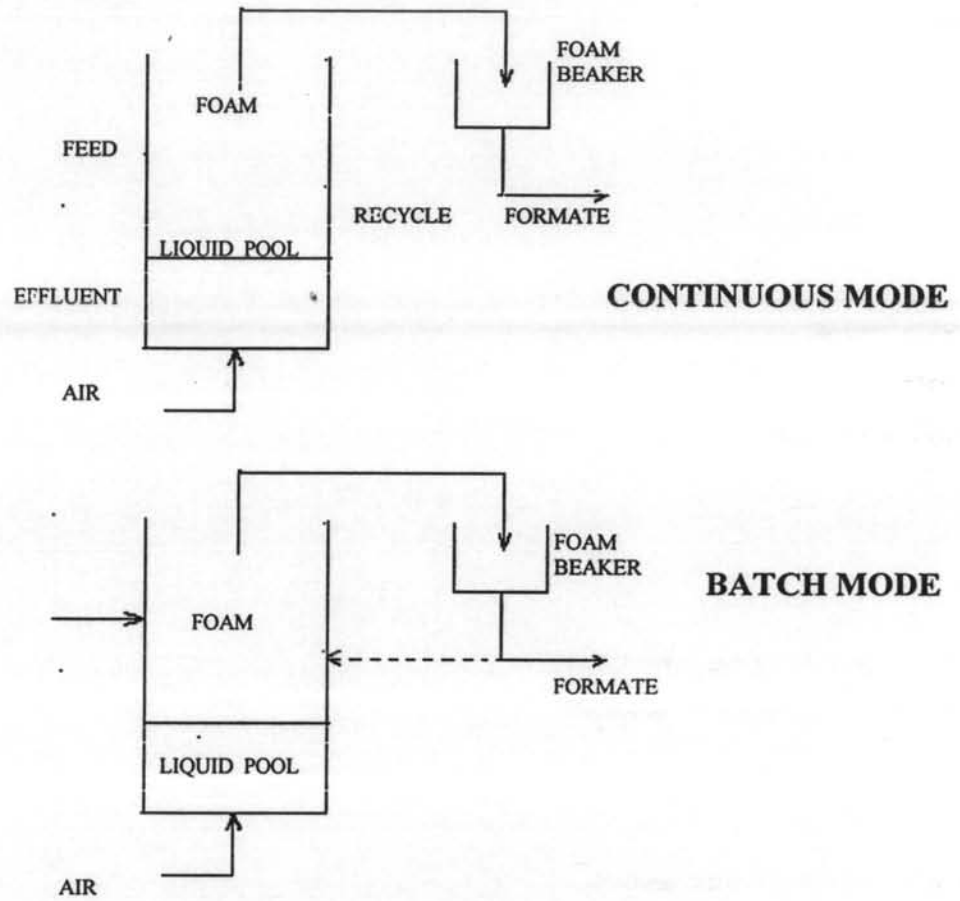 FOAM
BEAKER
FOAM
FEED
RECYCLE
FORMATE
LIQUID POOL
EFFLUENT
CONTINUOUS MODE
AIR
FOAM
BEAKER
BATCH MODE
FOAM
FORMATE
LIQUID POOL
AIR